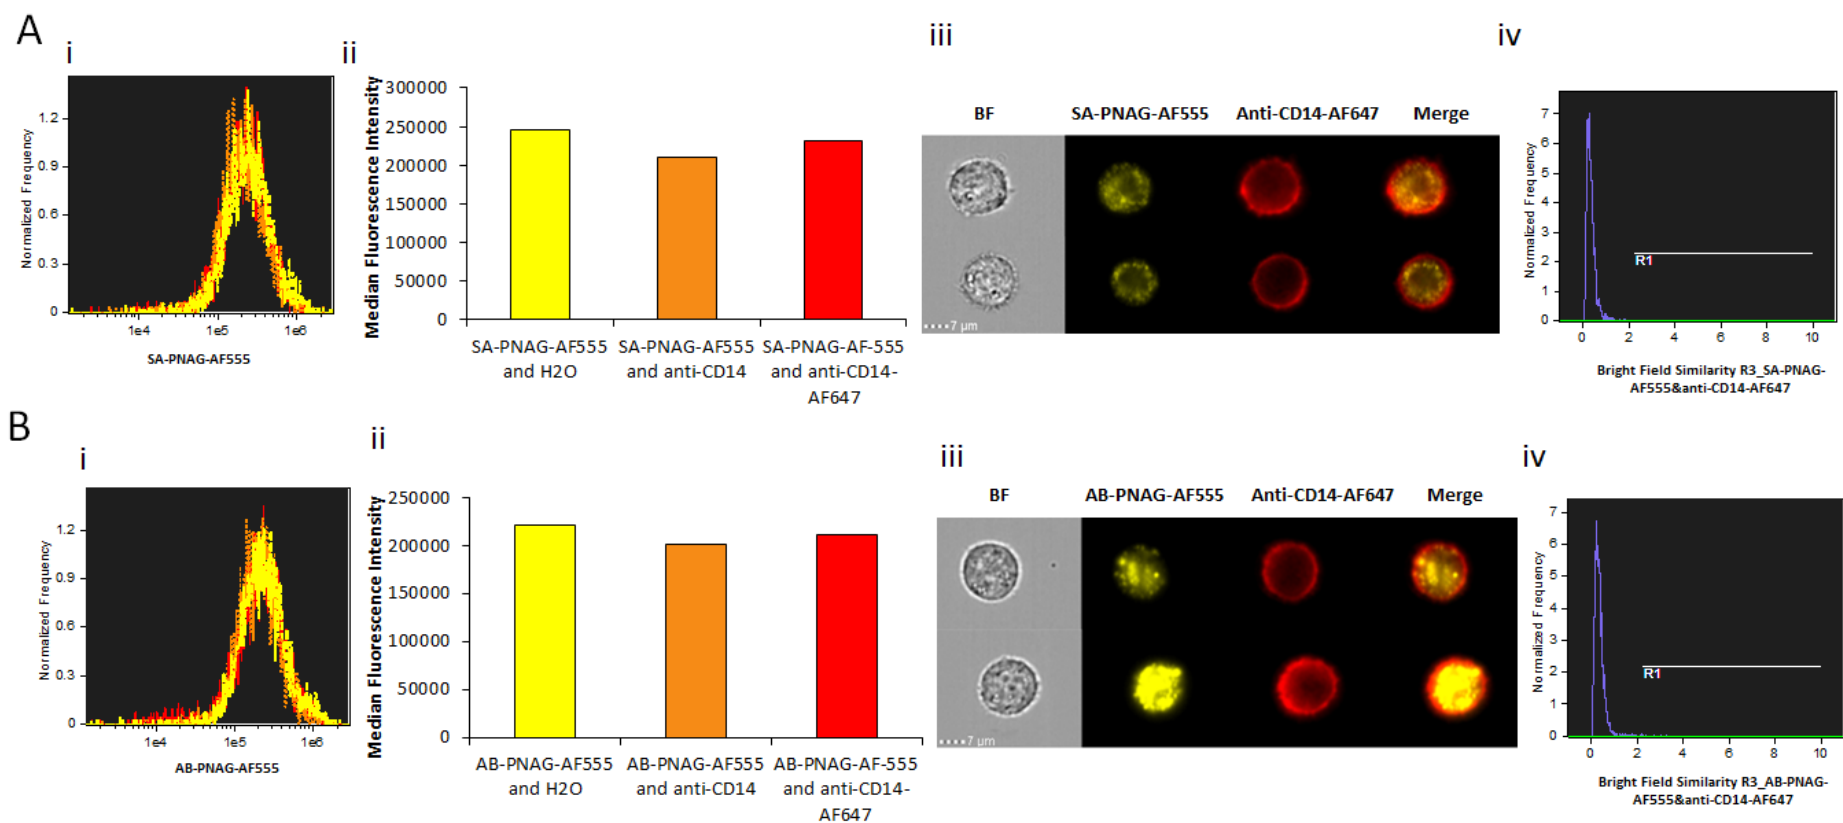 A
i
Normalized Frequency
1.2
0.9
0.6
0.3
0
1e4 1e5 1e6
SA-PNAG-AF555
ii
Median Fluorescence Intensity
300000
250000
200000
150000
100000
50000
0
SA-PNAG-AF555 and H2O
SA-PNAG-AF555 and anti-CD14
SA-PNAG-AF-555 and anti-CD14-AF647
iii
BF SA-PNAG-AF555 Anti-CD14-AF647 Merge
7 µm
iv
Normalized Frequency
7
6
5
4
3
2
1
0
R1
0 2 4 6 8 10
Bright Field Similarity R3_SA-PNAG-
AF555&anti-CD14-AF647
B
i
Normalized Frequency
1.2
0.9
0.6
0.3
0
1e4 1e5 1e6
AB-PNAG-AF555
ii
Median Fluorescence Intensity
250000
200000
150000
100000
50000
0
AB-PNAG-AF555 and H2O
AB-PNAG-AF555 and anti-CD14
AB-PNAG-AF-555 and anti-CD14-AF647
iii
BF AB-PNAG-AF555 Anti-CD14-AF647 Merge
7 µm
iv
Normalized Frequency
7
6
5
4
3
2
1
0
R1
0 2 4 6 8 10
Bright Field Similarity R3_AB-PNAG-
AF555&anti-CD14-AF647